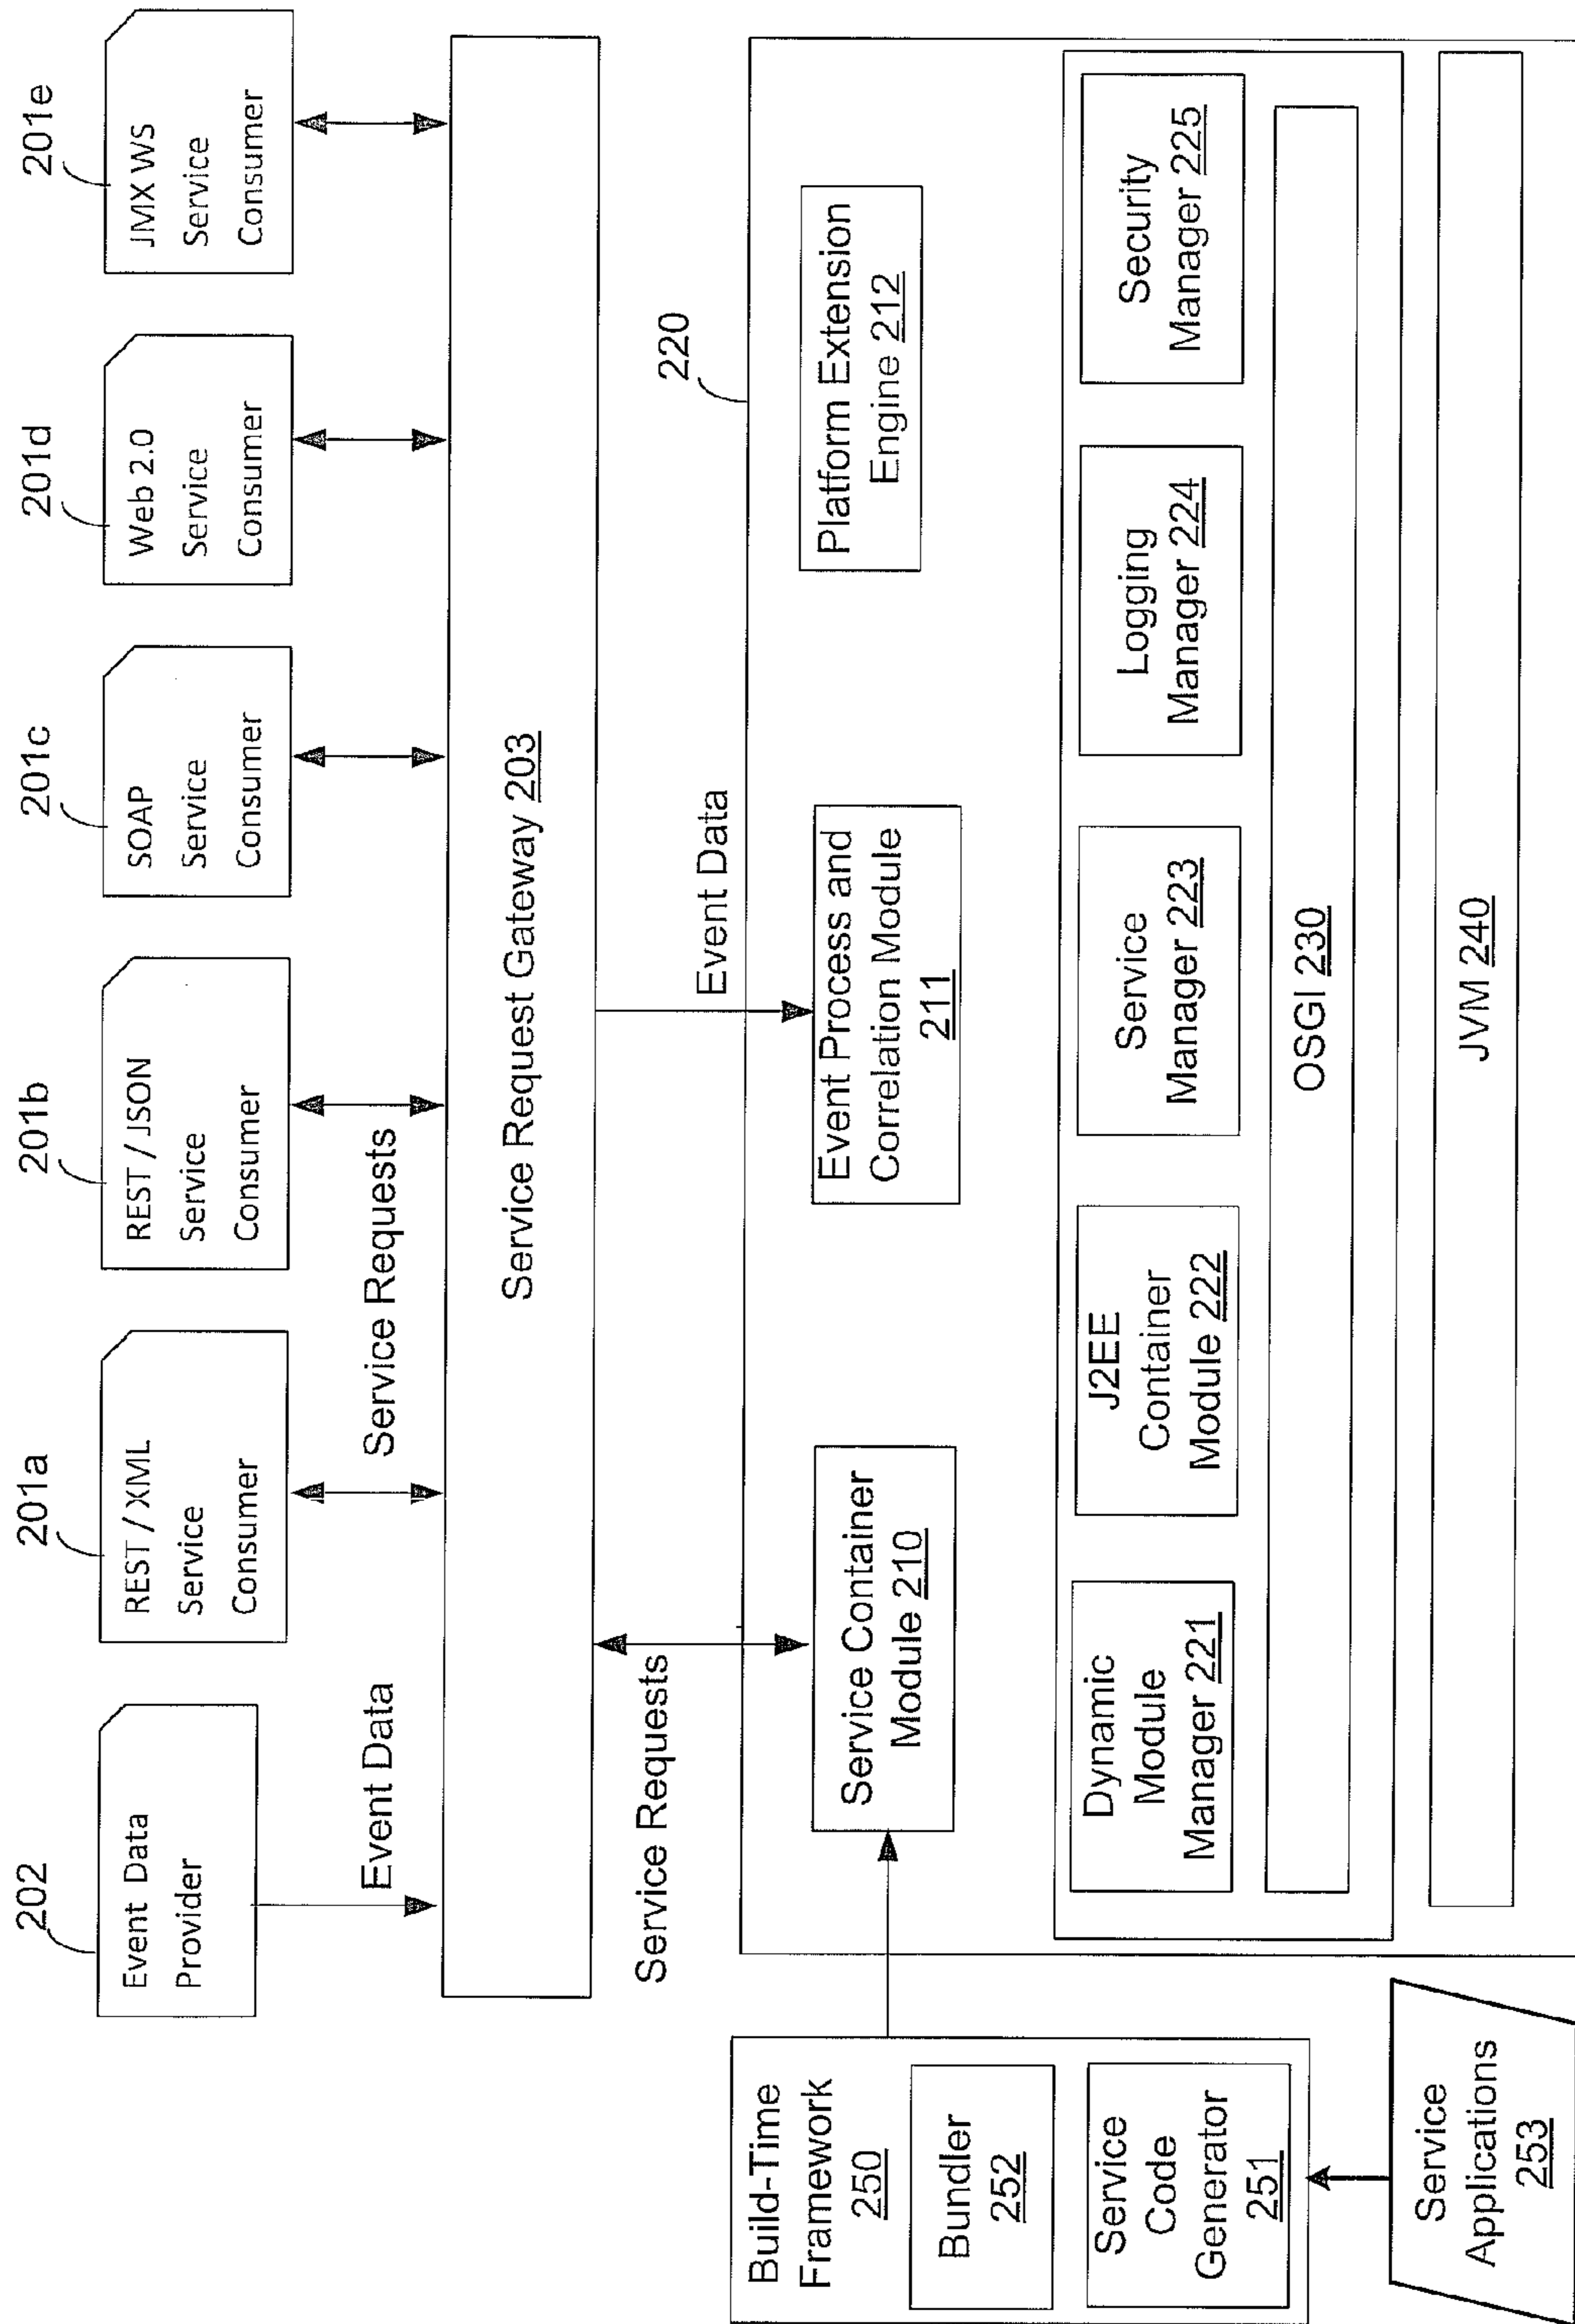 202
201a
201b
201c
201d
201e
Event Data
Provider
REST / XML
Service
Consumer
REST / JSON
Service
Consumer
SOAP
Service
Consumer
Web 2.0
Service
Consumer
JMX WS
Service
Consumer
Event Data
Service Requests
Service Request Gateway 203
Service Requests
Event Data
220
Service Container
Module 210
Event Process and
Correlation Module
211
Platform Extension
Engine 212
Dynamic
Module
Manager 221
J2EE
Container
Module 222
Service
Manager 223
Logging
Manager 224
Security
Manager 225
OSGI 230
JVM 240
Build-Time
Framework
250
Bundler
252
Service
Code
Generator
251
Service
Applications
253